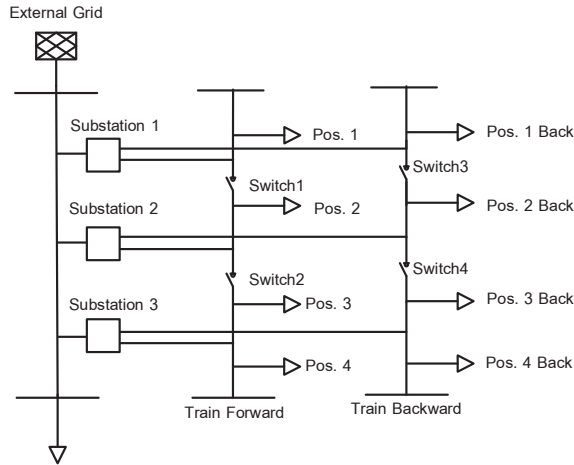 External Grid
Substation 1
Pos. 1
Pos. 1 Back
Switch1
Switch3
Pos. 2
Pos. 2 Back
Substation 2
Switch2
Switch4
Substation 3
Pos. 3
Pos. 3 Back
Pos. 4
Pos. 4 Back
Train Forward
Train Backward